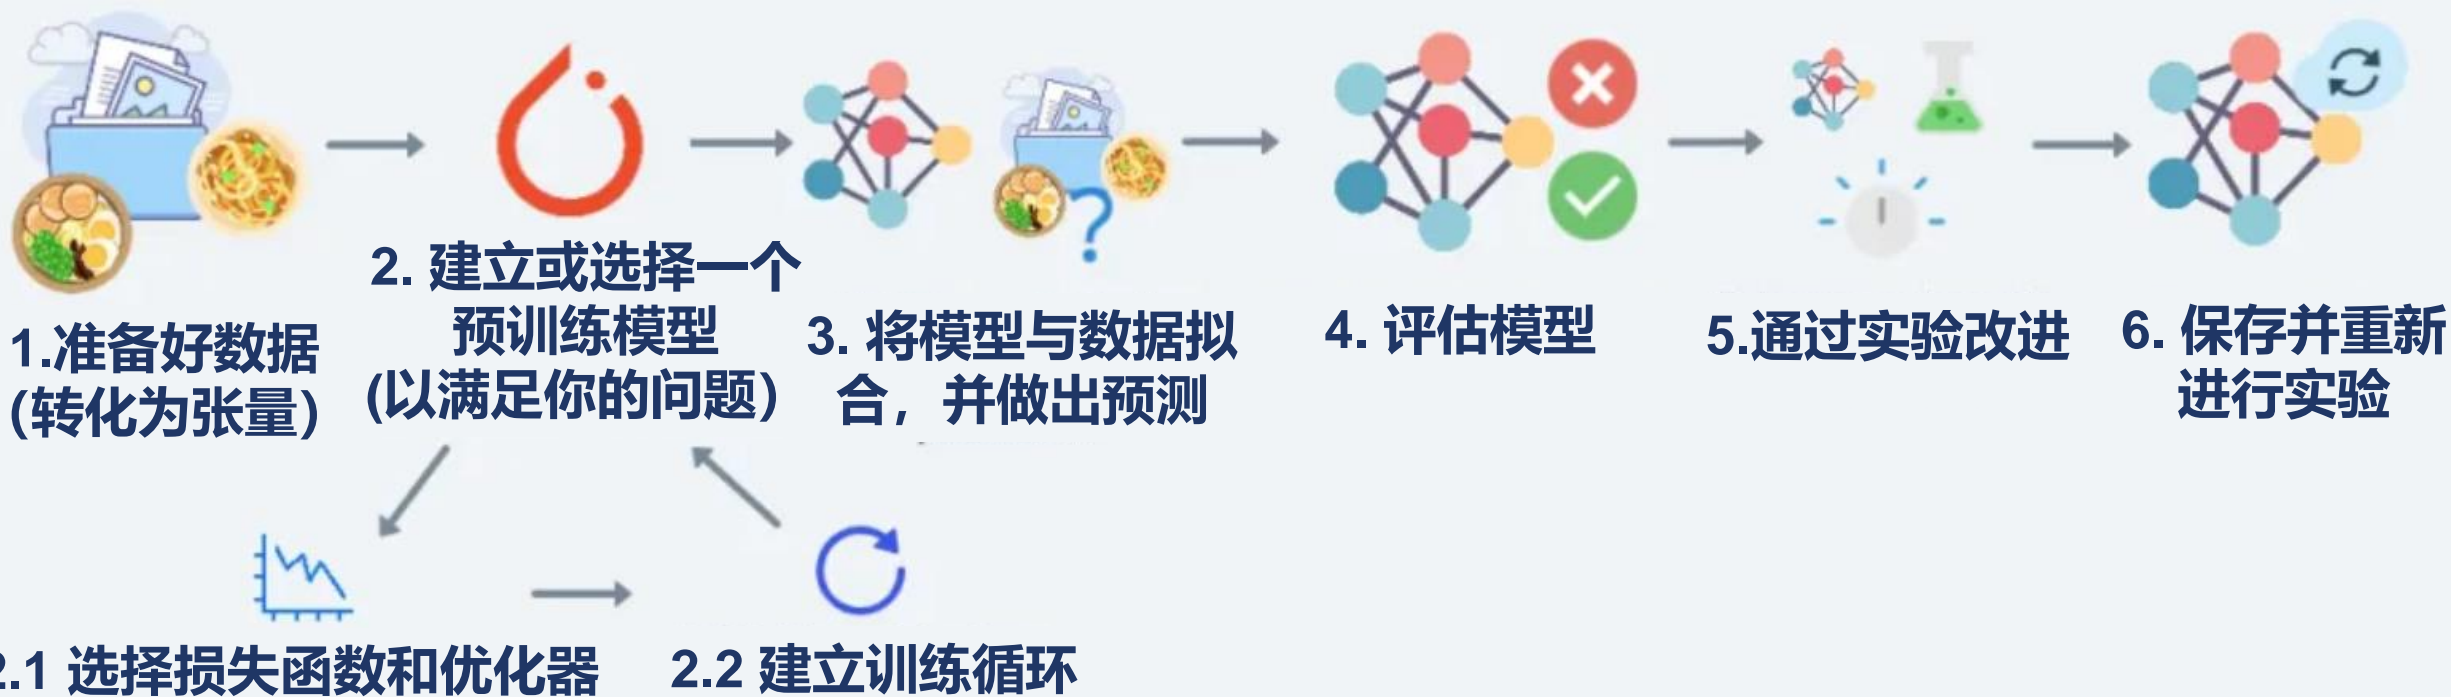 1.准备好数据
(转化为张量)
2. 建立或选择一个
预训练模型
(以满足你的问题)
3. 将模型与数据拟
合，并做出预测
4. 评估模型
5.通过实验改进
6. 保存并重新
进行实验
2.1 选择损失函数和优化器
2.2 建立训练循环